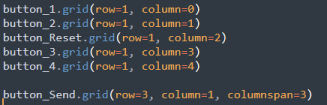 button_1.grid(row=1, column=0)
button_2.grid(row=1, column=1)
button_Reset.grid(row=1, column=2)
button_3.grid(row=1, column=3)
button_4.grid(row=1, column=4)
button_Send.grid(row=3, column=1, columnspan=3)